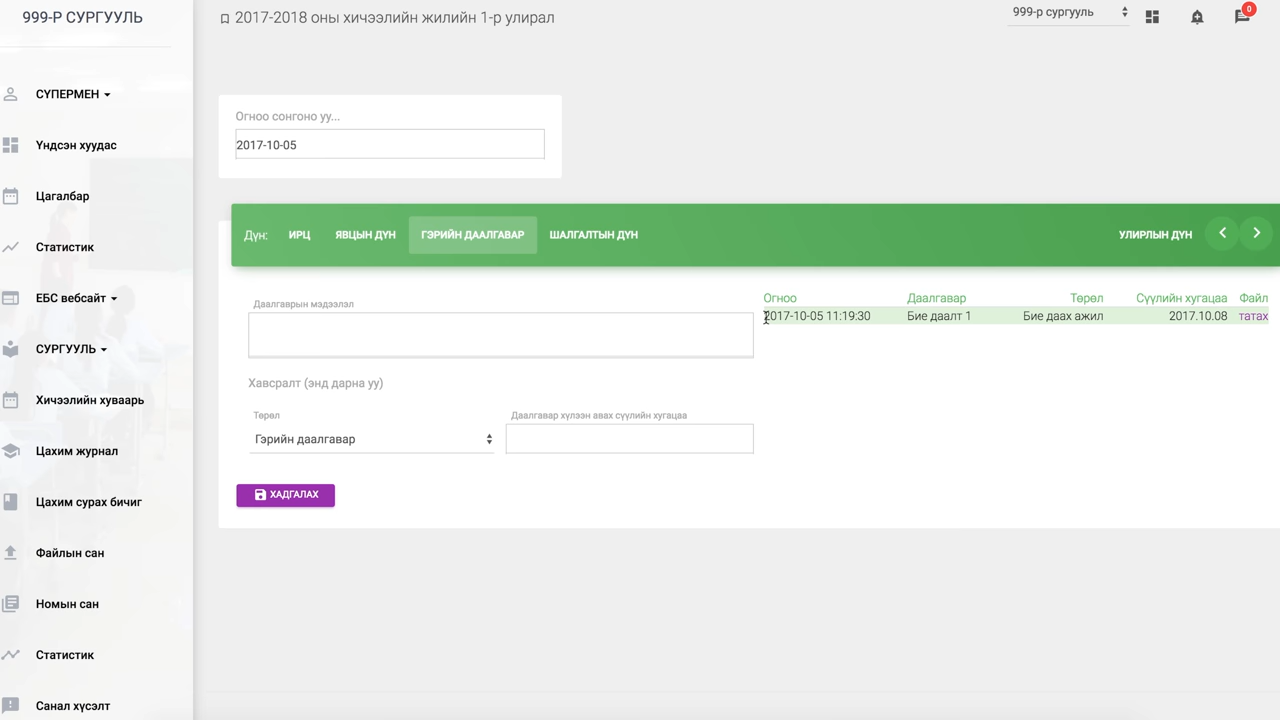 999-Р СУРГУУЛЬ
2017-2018 оны хичээлийн жилийн 1-р улирал
999-р сургууль
0
СҮПЕРМЕН
Үндсэн хуудас
Цагалбар
Статистик
ЕБС вебсайт
СУРГУУЛЬ
Хичээлийн хуваарь
Цахим журнал
Цахим сурах бичиг
Файлын сан
Номын сан
Статистик
Санал хүсэлт
Огноо сонгоно уу...
2017-10-05
Дүн: ИРЦ ЯВЦЫН ДҮН ГЭРИЙН ДААЛГАВАР ШАЛГАЛТЫН ДҮН УЛИРЛЫН ДҮН
Даалгаврын мэдээлэл
Хавсралт (энд дарна уу)
Төрөл
Гэрийн даалгавар
Даалгавар хүлээн авах сүүлийн хугацаа
ХАДГАЛАХ
Огноо Даалгавар Төрөл Сүүлийн хугацаа Файл
2017-10-05 11:19:30 Бие даалт 1 Бие даах ажил 2017.10.08 татах